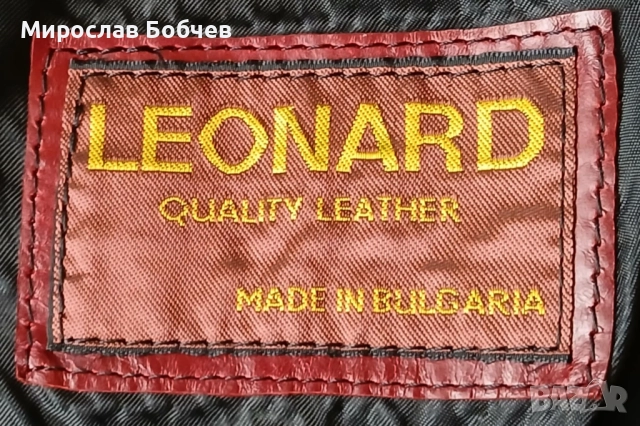 Мирослав Бобчев
LEONARD
QUALITY LEATHER
MADE IN BULGARIA